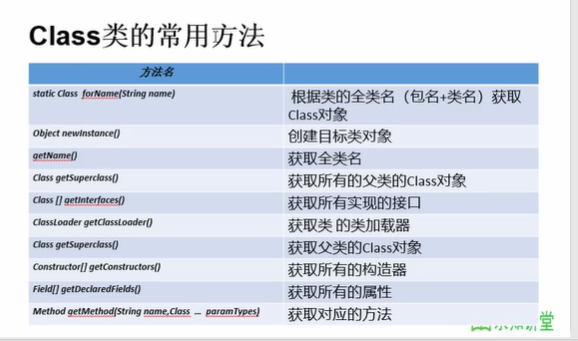 Class类的常用方法
方法名
static Class forName(String name)
根据类的全类名（包名+类名）获取
Class对象
Object newInstance()
创建目标类对象
getName()
获取全类名
Class getSuperclass()
获取所有的父类的Class对象
Class [] getInterfaces()
获取所有实现的接口
ClassLoader getClassLoader()
获取类 的类加载器
Class getSuperclass()
获取父类的Class对象
Constructor[] getConstructors()
获取所有的构造器
Field[] getDeclaredFields()
获取所有的属性
Method getMethod(String name,Class … paramTypes)
获取对应的方法
讲堂